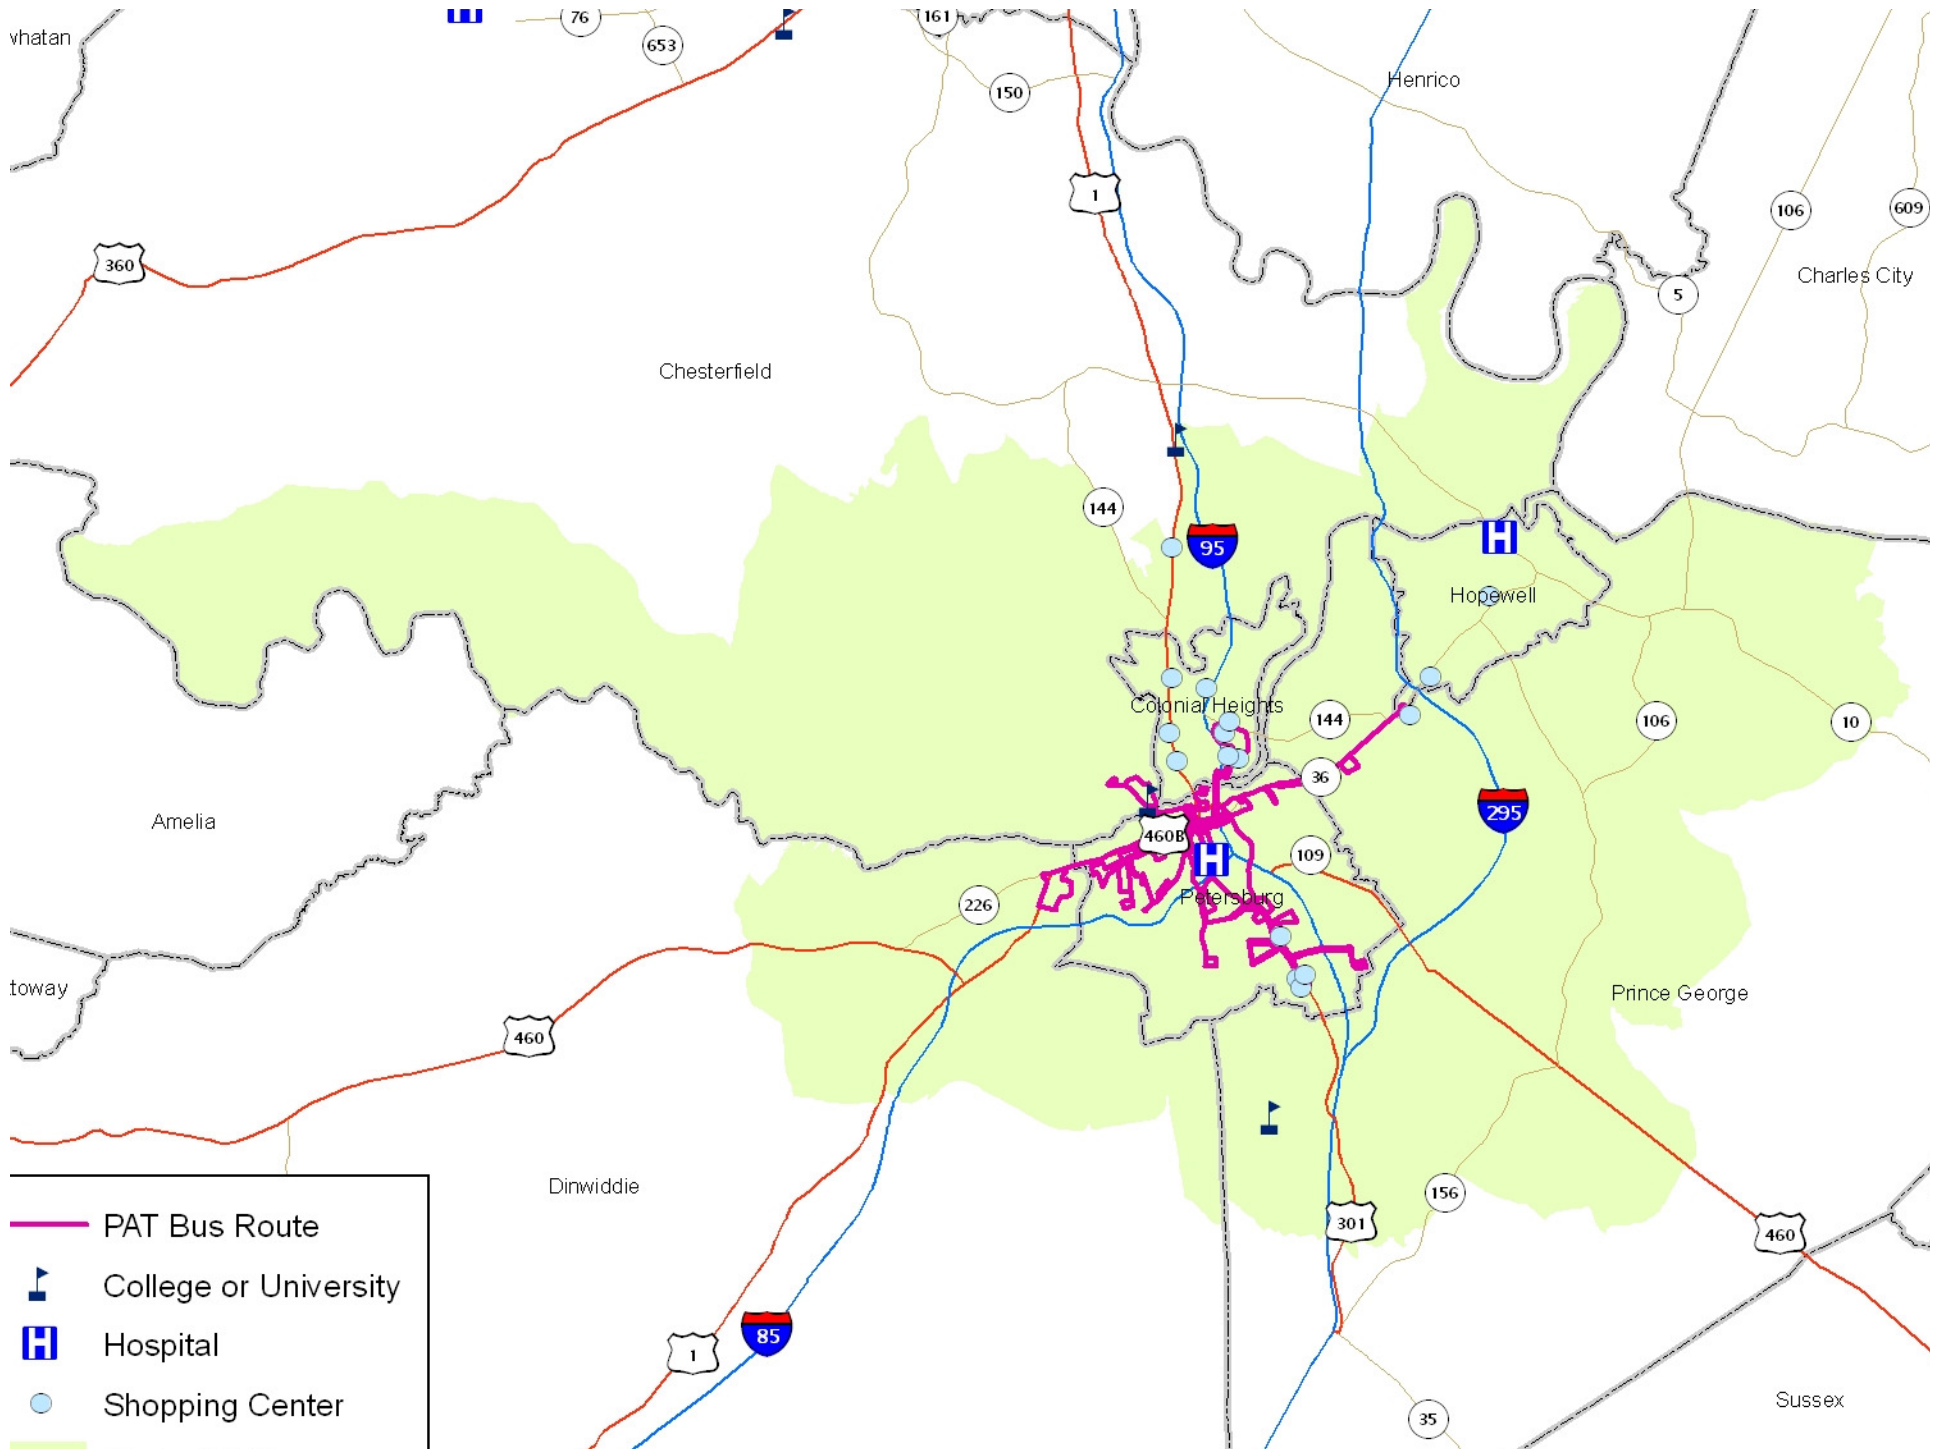 76
161
whatan
653
Henrico
150
1
106
609
360
Charles City
5
Chesterfield
144
95
Hopewell
Colonial Heights
144
106
10
36
295
Amelia
460B
109
Petersburg
226
toway
Prince George
460
Dinwiddie
156
301
460
PAT Bus Route
College or University
85
1
H Hospital
Shopping Center
Sussex
35
H
H